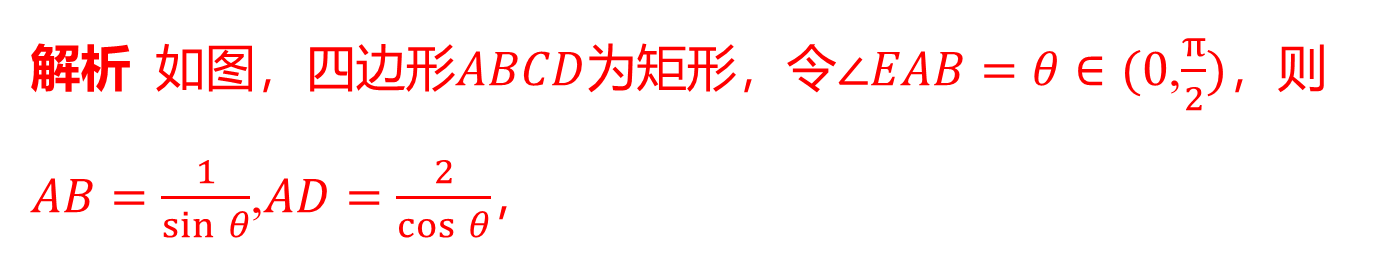 解析 如图，四边形ABCD为矩形，令∠EAB = θ ∈ (0,π/2)，则
AB = 1/sin θ,AD = 2/cos θ,